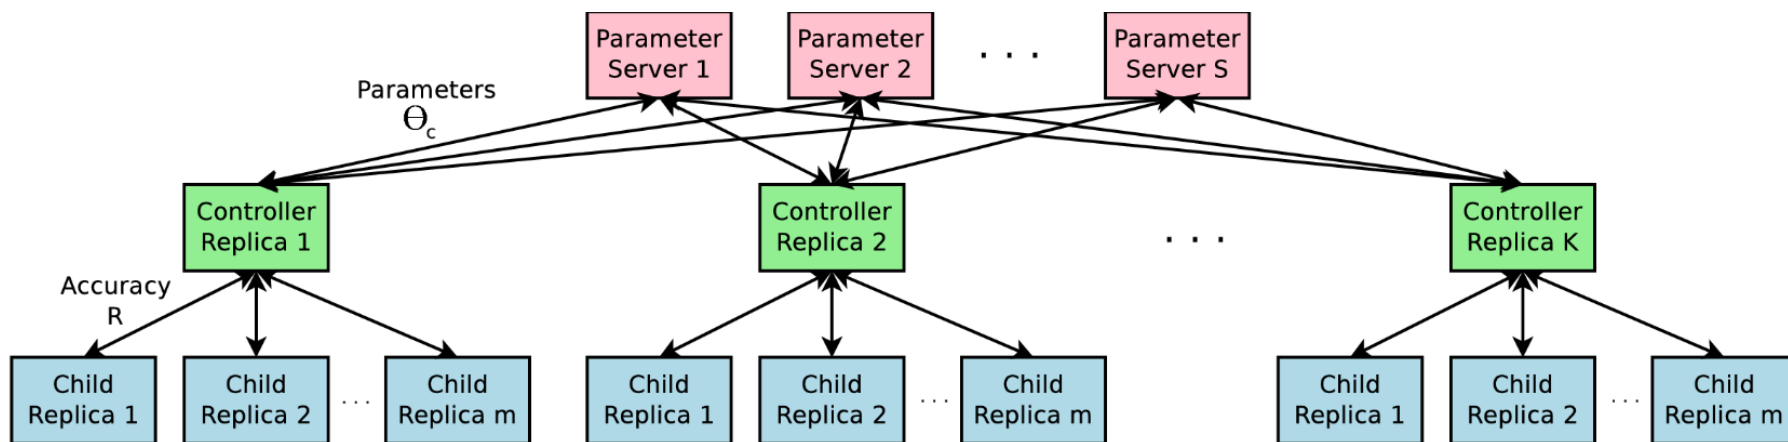 Parameter
Server 1
Parameter
Server 2
. . .
Parameter
Server S
Parameters
Θc
Controller
Replica 1
Controller
Replica 2
. . .
Controller
Replica K
Accuracy
R
Child
Replica 1
Child
Replica 2
...
Child
Replica m
Child
Replica 1
Child
Replica 2
...
Child
Replica m
Child
Replica 1
Child
Replica 2
...
Child
Replica m